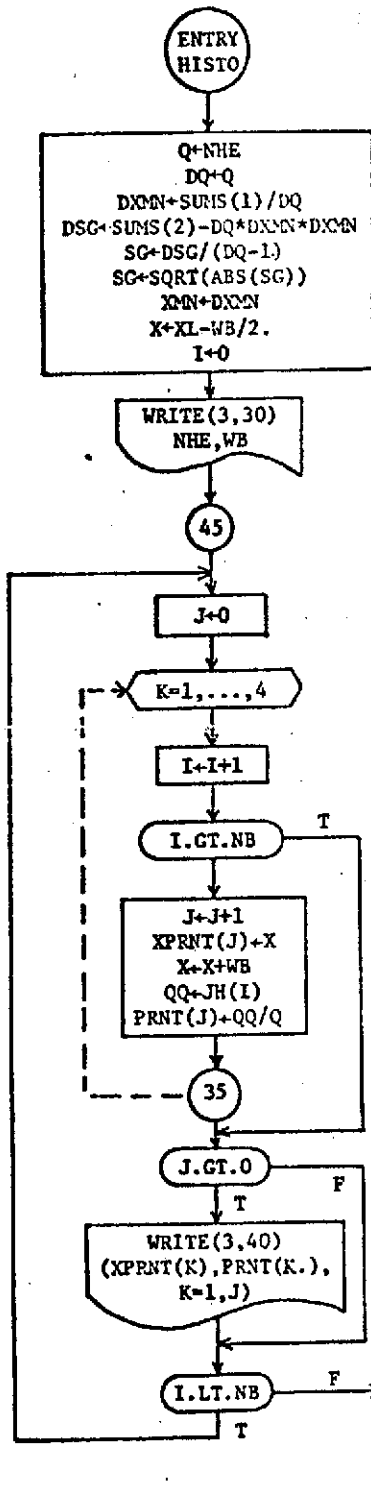 ENTRY
HISTO
Q←NHE
DQ←Q
DXMN←SUMS(1)/DQ
DSG←SUMS(2)-DQ*DXMN*DXMN
SG←DSG/(DQ-1.)
SG←SQRT(ABS(SG))
XMN←DXMN
X←XL-WB/2.
I←0
WRITE(3,30)
NHE,WB
45
J←0
K=1,...,4
I←I+1
I.GT.NB
T
J←J+1
XPRNT(J)←X
X←X+WB
QQ←JH(I)
PRNT(J)←QQ/Q
35
J.GT.0
F
T
WRITE(3,40)
(XPRNT(K),PRNT(K.),
K=1,J)
I.LT.NB
F
T